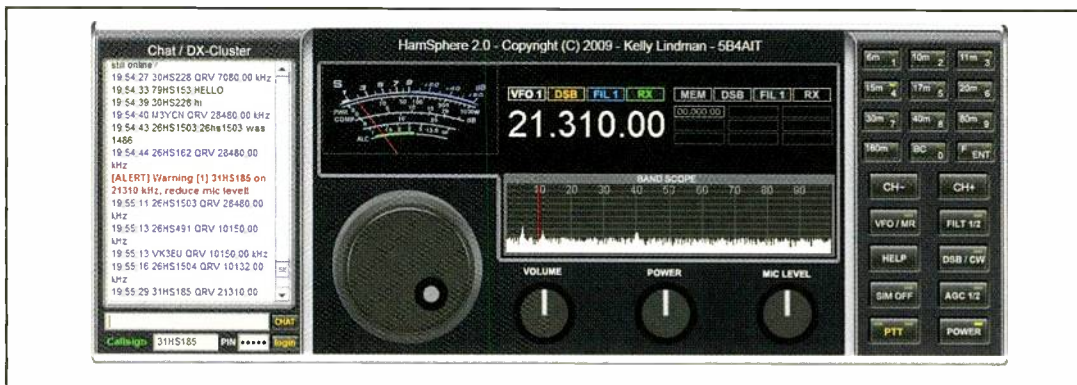 Chat / DX-Cluster
still online ?
19:54:27 30HS228 QRV 7080.00 kHz
19:54:33 79HS153 HELLO
19:54:39 30HS228 hi
19:54:40 M3YCN QRV 28480.00 kHz
19:54:43 26HS1503 26hs1503 was
1486
19:54:44 26HS162 QRV 28480.00
kHz
[ALERT] Warning [1] 31HS185 on
21310 kHz, reduce mic level!
19:55:11 26HS1503 QRV 28480.00
kHz
19:55:13 26HS491 QRV 10150.00
kHz
19:55:13 VK3EU QRV 10150.00 kHz
19:55:16 26HS1504 QRV 10132.00
kHz
19:55:29 31HS185 QRV 21310.00
CHAT
Callsign 31HS185 PIN ••••• login
HamSphere 2.0 - Copyright (C) 2009 - Kelly Lindman - 5B4AIT
S
PWR
COMP
ALC
dB
VFO 1 DSB FIL 1 RX MEM DSB FIL 1 RX
21.310.00
00.000.00
BAND SCOPE
10 20 30 40 50 60 70 80 90
VOLUME POWER MIC LEVEL
6m 1 10m 2 11m 3
15m 4 17m 5 20m 6
30m 7 40m 8 80m 9
160m BC 0 F ENT
CH- CH+
VFO / MR FILT 1/2
HELP DSB / CW
SIM OFF AGC 1/2
PTT POWER